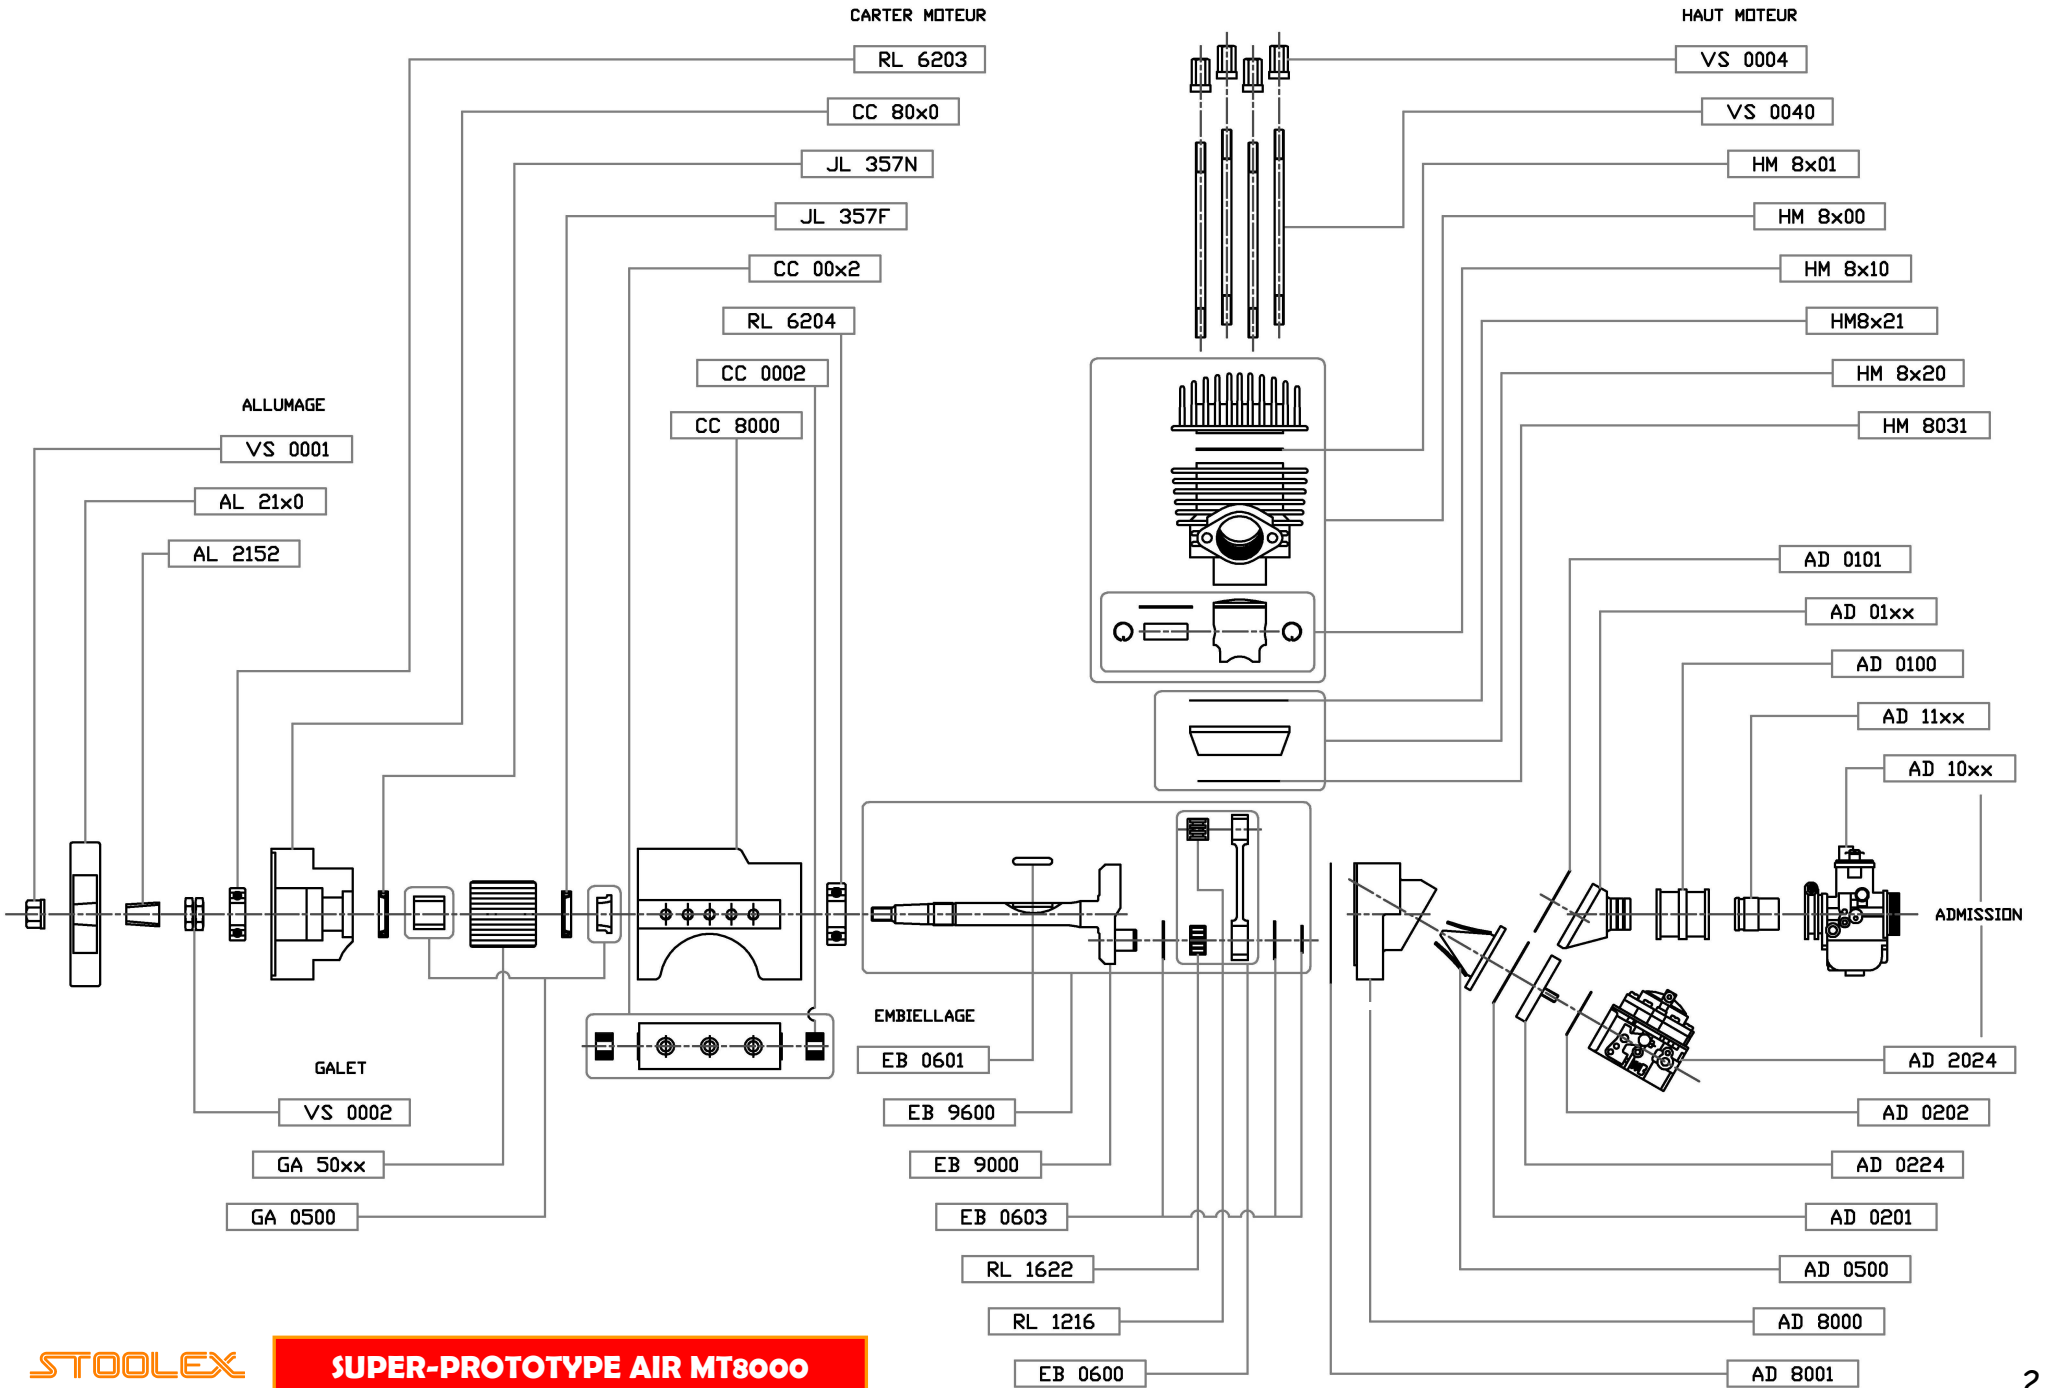 CARTER MOTEUR
RL 6203
CC 80x0
JL 357N
JL 357F
CC 00x2
RL 6204
CC 0002
CC 8000
HAUT MOTEUR
VS 0004
VS 0040
HM 8x01
HM 8x00
HM 8x10
HM8x21
HM 8x20
HM 8031
ALLUMAGE
VS 0001
AL 21x0
AL 2152
AD 0101
AD 01xx
AD 0100
AD 11xx
AD 10xx
ADMISSION
AD 2024
AD 0202
AD 0224
AD 0201
AD 0500
AD 8000
AD 8001
GALET
VS 0002
GA 50xx
GA 0500
EMBIELLAGE
EB 0601
EB 9600
EB 9000
EB 0603
RL 1622
RL 1216
EB 0600
STOOLEX
SUPER-PROTOTYPE AIR MT8000
2